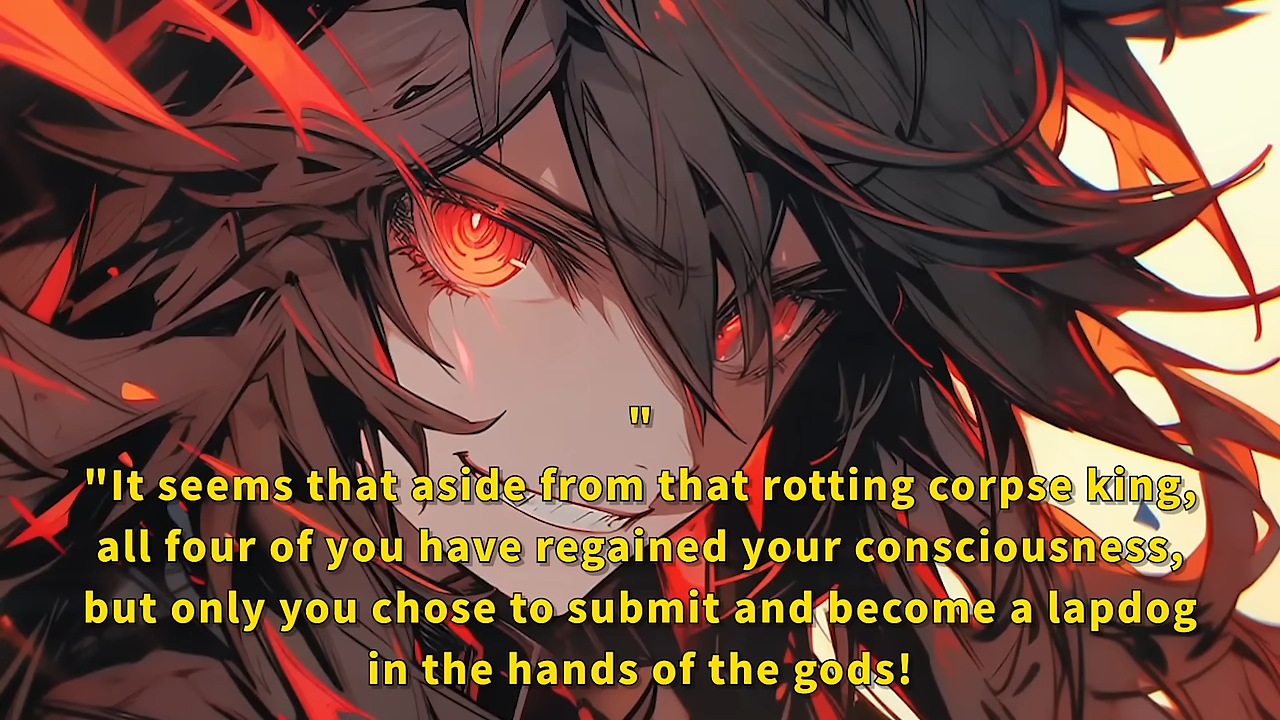 "
"It seems that aside from that rotting corpse king,
all four of you have regained your consciousness,
but only you chose to submit and become a lapdog
in the hands of the gods!